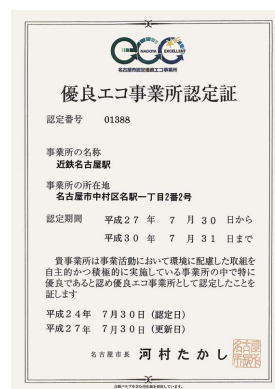 NAGOYA EXCELLENT
名古屋市認定優良エコ事業所
優良エコ事業所認定証
認定番号 01388
事業所の名称
近鉄名古屋駅
事業所の所在地
名古屋市中村区名駅一丁目2番2号
認定期間 平成27年 7月30日から
平成30年 7月31日まで
貴事業所は事業活動において環境に配慮した取組を
自主的かつ積極的に実施している事業所の中で特に
優良であると認め優良エコ事業所として認定したことを
証します
平成24年 7月30日(認定日)
平成27年 7月30日(更新日)
名古屋市長 河村たかし